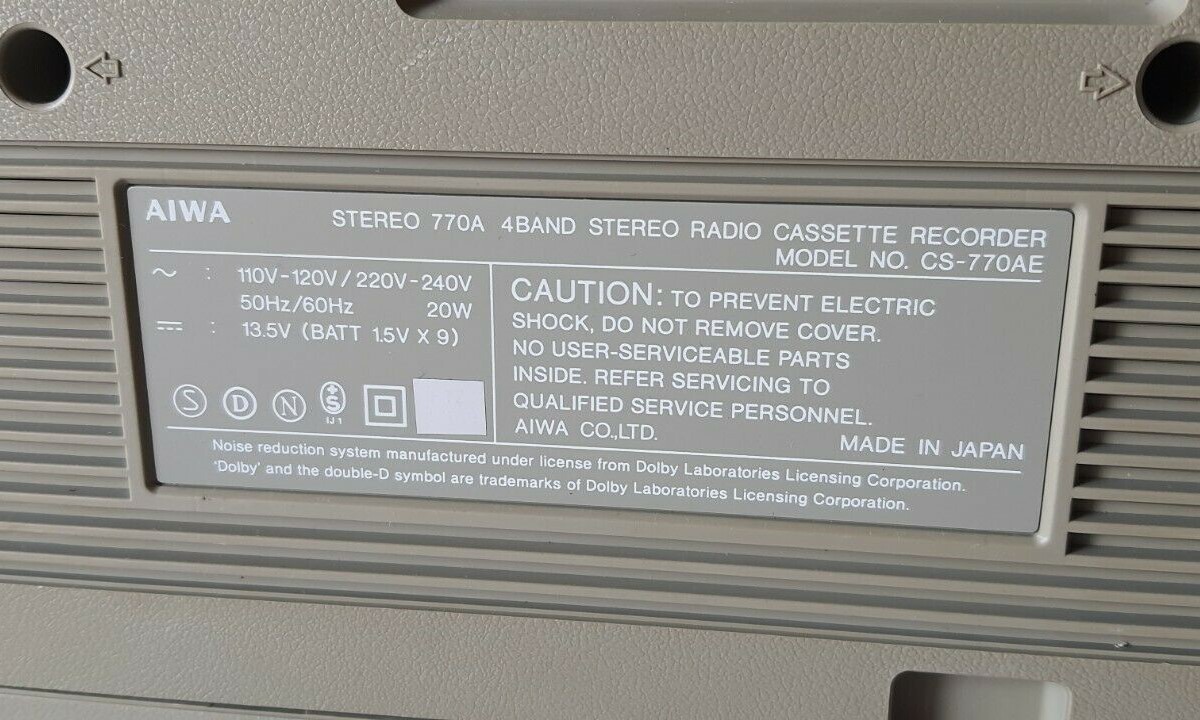 AIWA
STEREO 770A 4BAND STEREO RADIO CASSETTE RECORDER
MODEL NO. CS-770AE
~ : 110V-120V/220V-240V
50Hz/60Hz 20W
⎓ : 13.5V (BATT 1.5V X 9)
S D N S
IJ1
CAUTION: TO PREVENT ELECTRIC
SHOCK, DO NOT REMOVE COVER.
NO USER-SERVICEABLE PARTS
INSIDE. REFER SERVICING TO
QUALIFIED SERVICE PERSONNEL.
AIWA CO.,LTD. MADE IN JAPAN
Noise reduction system manufactured under license from Dolby Laboratories Licensing Corporation.
'Dolby' and the double-D symbol are trademarks of Dolby Laboratories Licensing Corporation.